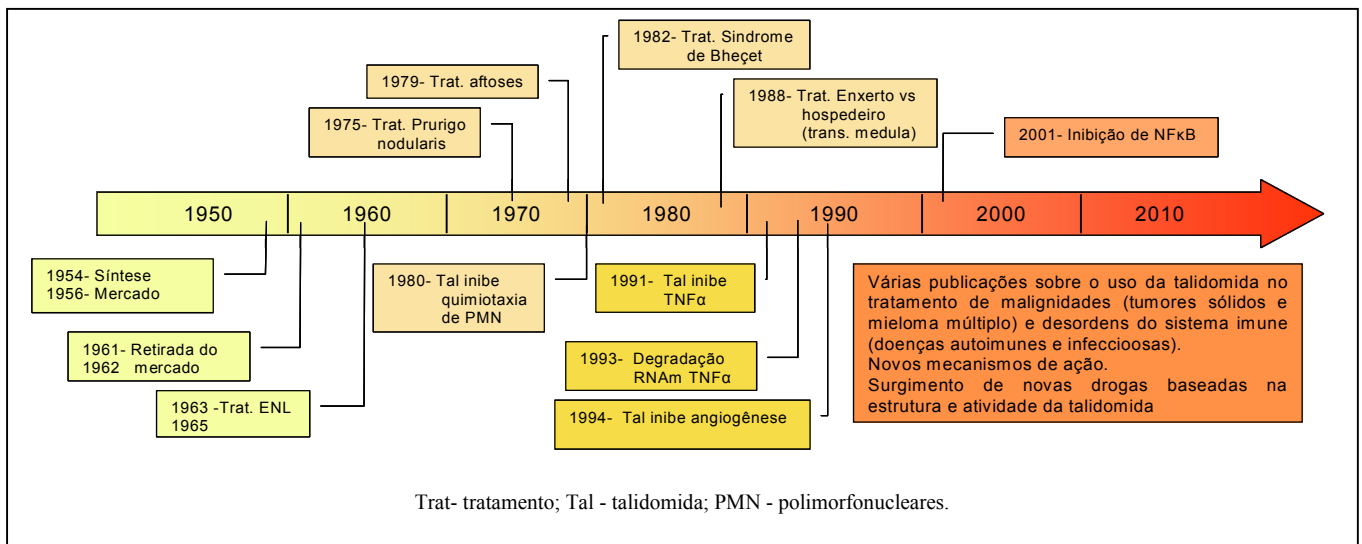 1982- Trat. Sindrome
de Bheçet
1979- Trat. aftoses
1988- Trat. Enxerto vs
hospedeiro
(trans. medula)
1975- Trat. Prurigo
nodularis
2001- Inibição de NFκB
1950 1960 1970 1980 1990 2000 2010
1954- Síntese
1956- Mercado
1980- Tal inibe
quimiotaxia
de PMN
1991- Tal inibe
TNFα
1961- Retirada do
1962 mercado
1993- Degradação
RNAm TNFα
1963 -Trat. ENL
1965
1994- Tal inibe angiogênese
Várias publicações sobre o uso da talidomida no
tratamento de malignidades (tumores sólidos e
mieloma múltiplo) e desordens do sistema imune
(doenças autoimunes e infeccioosas).
Novos mecanismos de ação.
Surgimento de novas drogas baseadas na
estrutura e atividade da talidomida
Trat- tratamento; Tal - talidomida; PMN - polimorfonucleares.